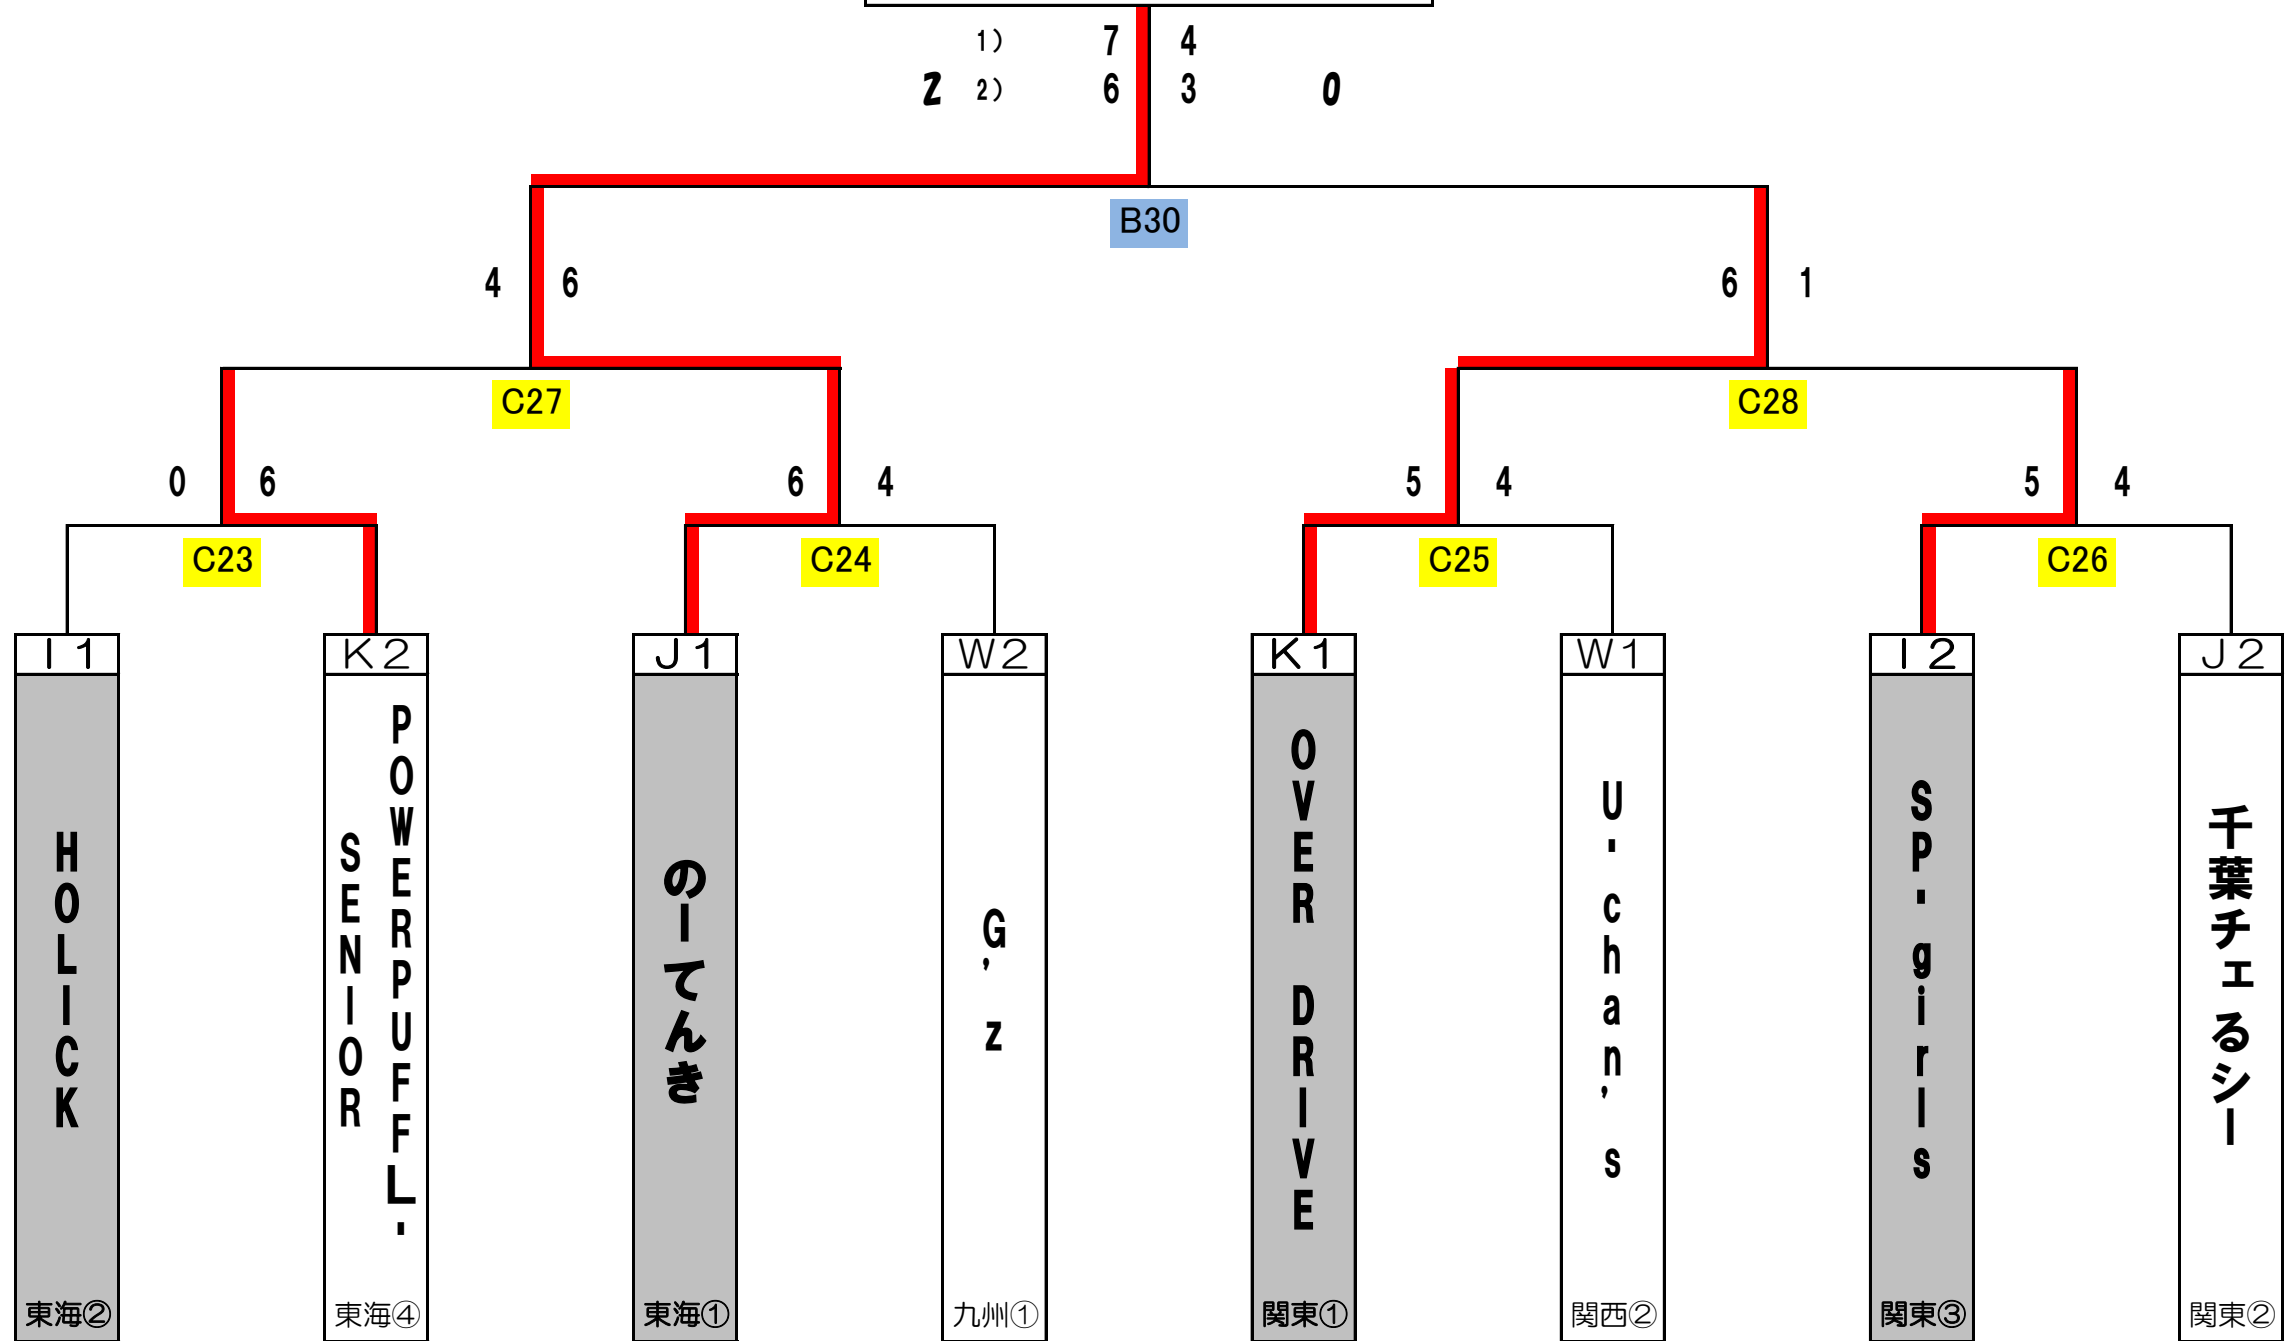 1) 7 4
2 2) 6 3 0
B30
4 6 6 1
C27 C28
0 6 6 4 5 4 5 4
C23 C24 C25 C26
I1 K2 J1 W2 K1 W1 I2 J2
HOLICK
POWERPUFFL・
SENIOR
のーてんき
G'z
OVER DRIVE
U・chan's
SP・girls
千葉チェるシー
東海② 東海④ 東海① 九州① 関東① 関西② 関東③ 関東②